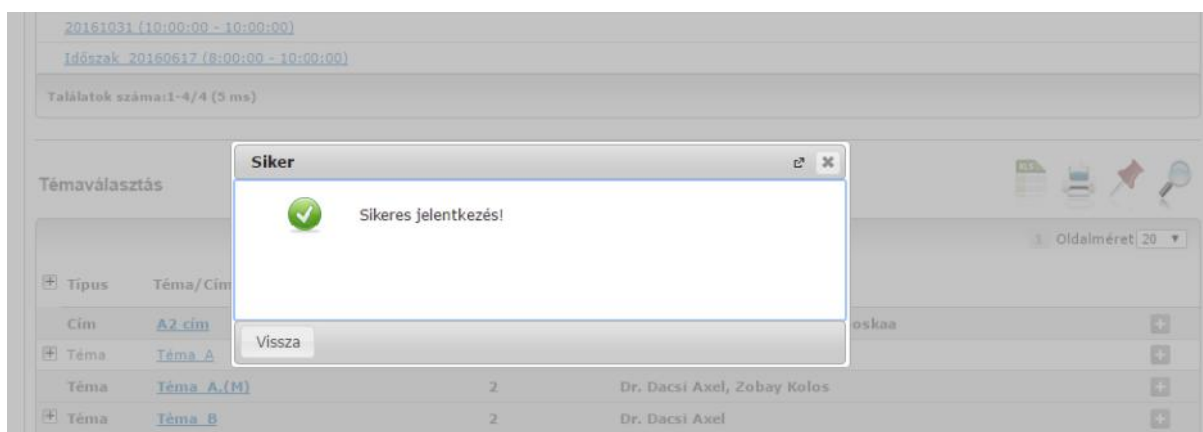 20161031 (10:00:00 - 10:00:00)
Időszak_20160617 (8:00:00 - 10:00:00)
Találatok száma:1-4/4 (5 ms)
Siker
Témaválasztás
XLS
Sikeres jelentkezés!
1 Oldalméret 20
Típus Téma/Cím
Cím A2 cím oskaa
Vissza
Téma Téma_A
Téma Téma_A.(M) 2 Dr. Dacsi Axel, Zobay Kolos
Téma Téma_B 2 Dr. Dacsi Axel